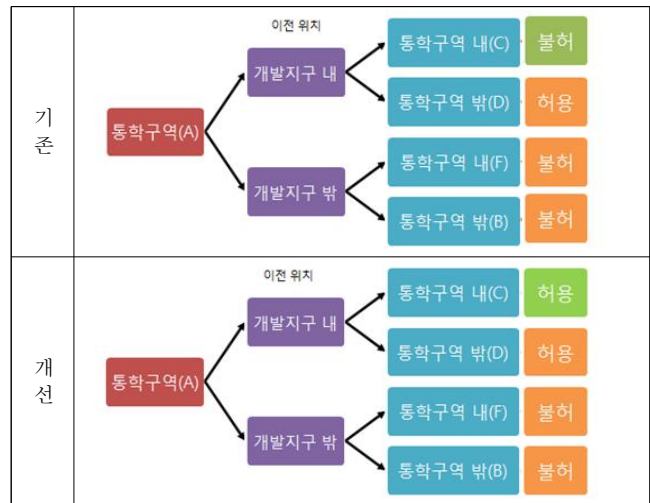 기존
이전 위치
통학구역(A)
개발지구 내
통학구역 내(C) 불허
통학구역 밖(D) 허용
개발지구 밖
통학구역 내(F) 불허
통학구역 밖(B) 불허
개선
이전 위치
통학구역(A)
개발지구 내
통학구역 내(C) 허용
통학구역 밖(D) 허용
개발지구 밖
통학구역 내(F) 불허
통학구역 밖(B) 불허